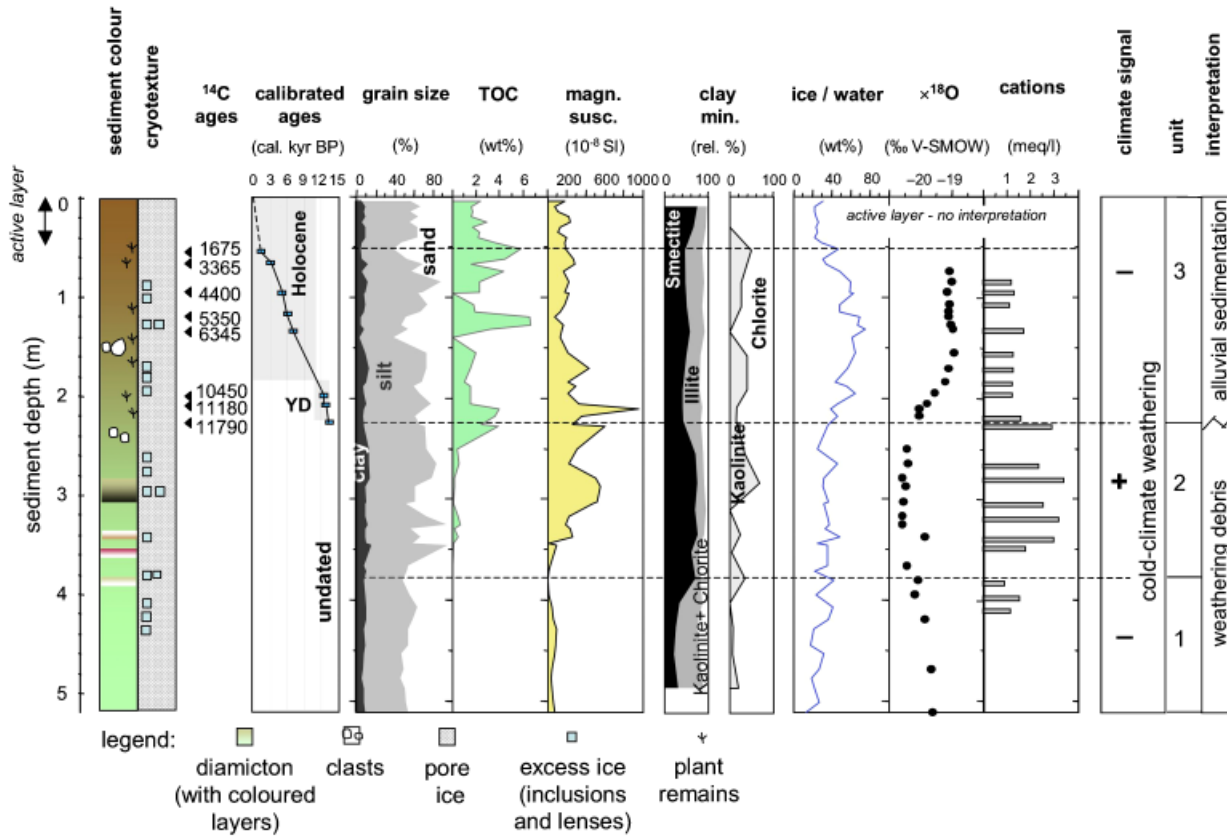 sediment colour
cryotexture
14C ages
calibrated ages
(cal. kyr BP)
0 3 6 9 12 15
grain size
(%)
0 40 80
TOC
(wt%)
0 2 4 6
magn. susc.
(10-8 SI)
200 600 1000
clay min.
(rel. %)
0 100 0 100
ice / water
(wt%)
0 20 40 60 80
×18O
(‰ V-SMOW)
−20 −19
cations
(meq/l)
1 2 3
climate signal
unit
interpretation
active layer
sediment depth (m)
0
1
2
3
4
5
1675
3365
4400
5350
6345
10450
11180
11790
Holocene
YD
undated
clay
silt
sand
Smectite
Illite
Kaolinite+ Chlorite
Kaolinite
Chlorite
active layer - no interpretation
−
+
−
cold-climate weathering
3
2
1
alluvial sedimentation
weathering debris
legend:
diamicton
(with coloured
layers)
clasts
pore
ice
excess ice
(inclusions
and lenses)
plant
remains